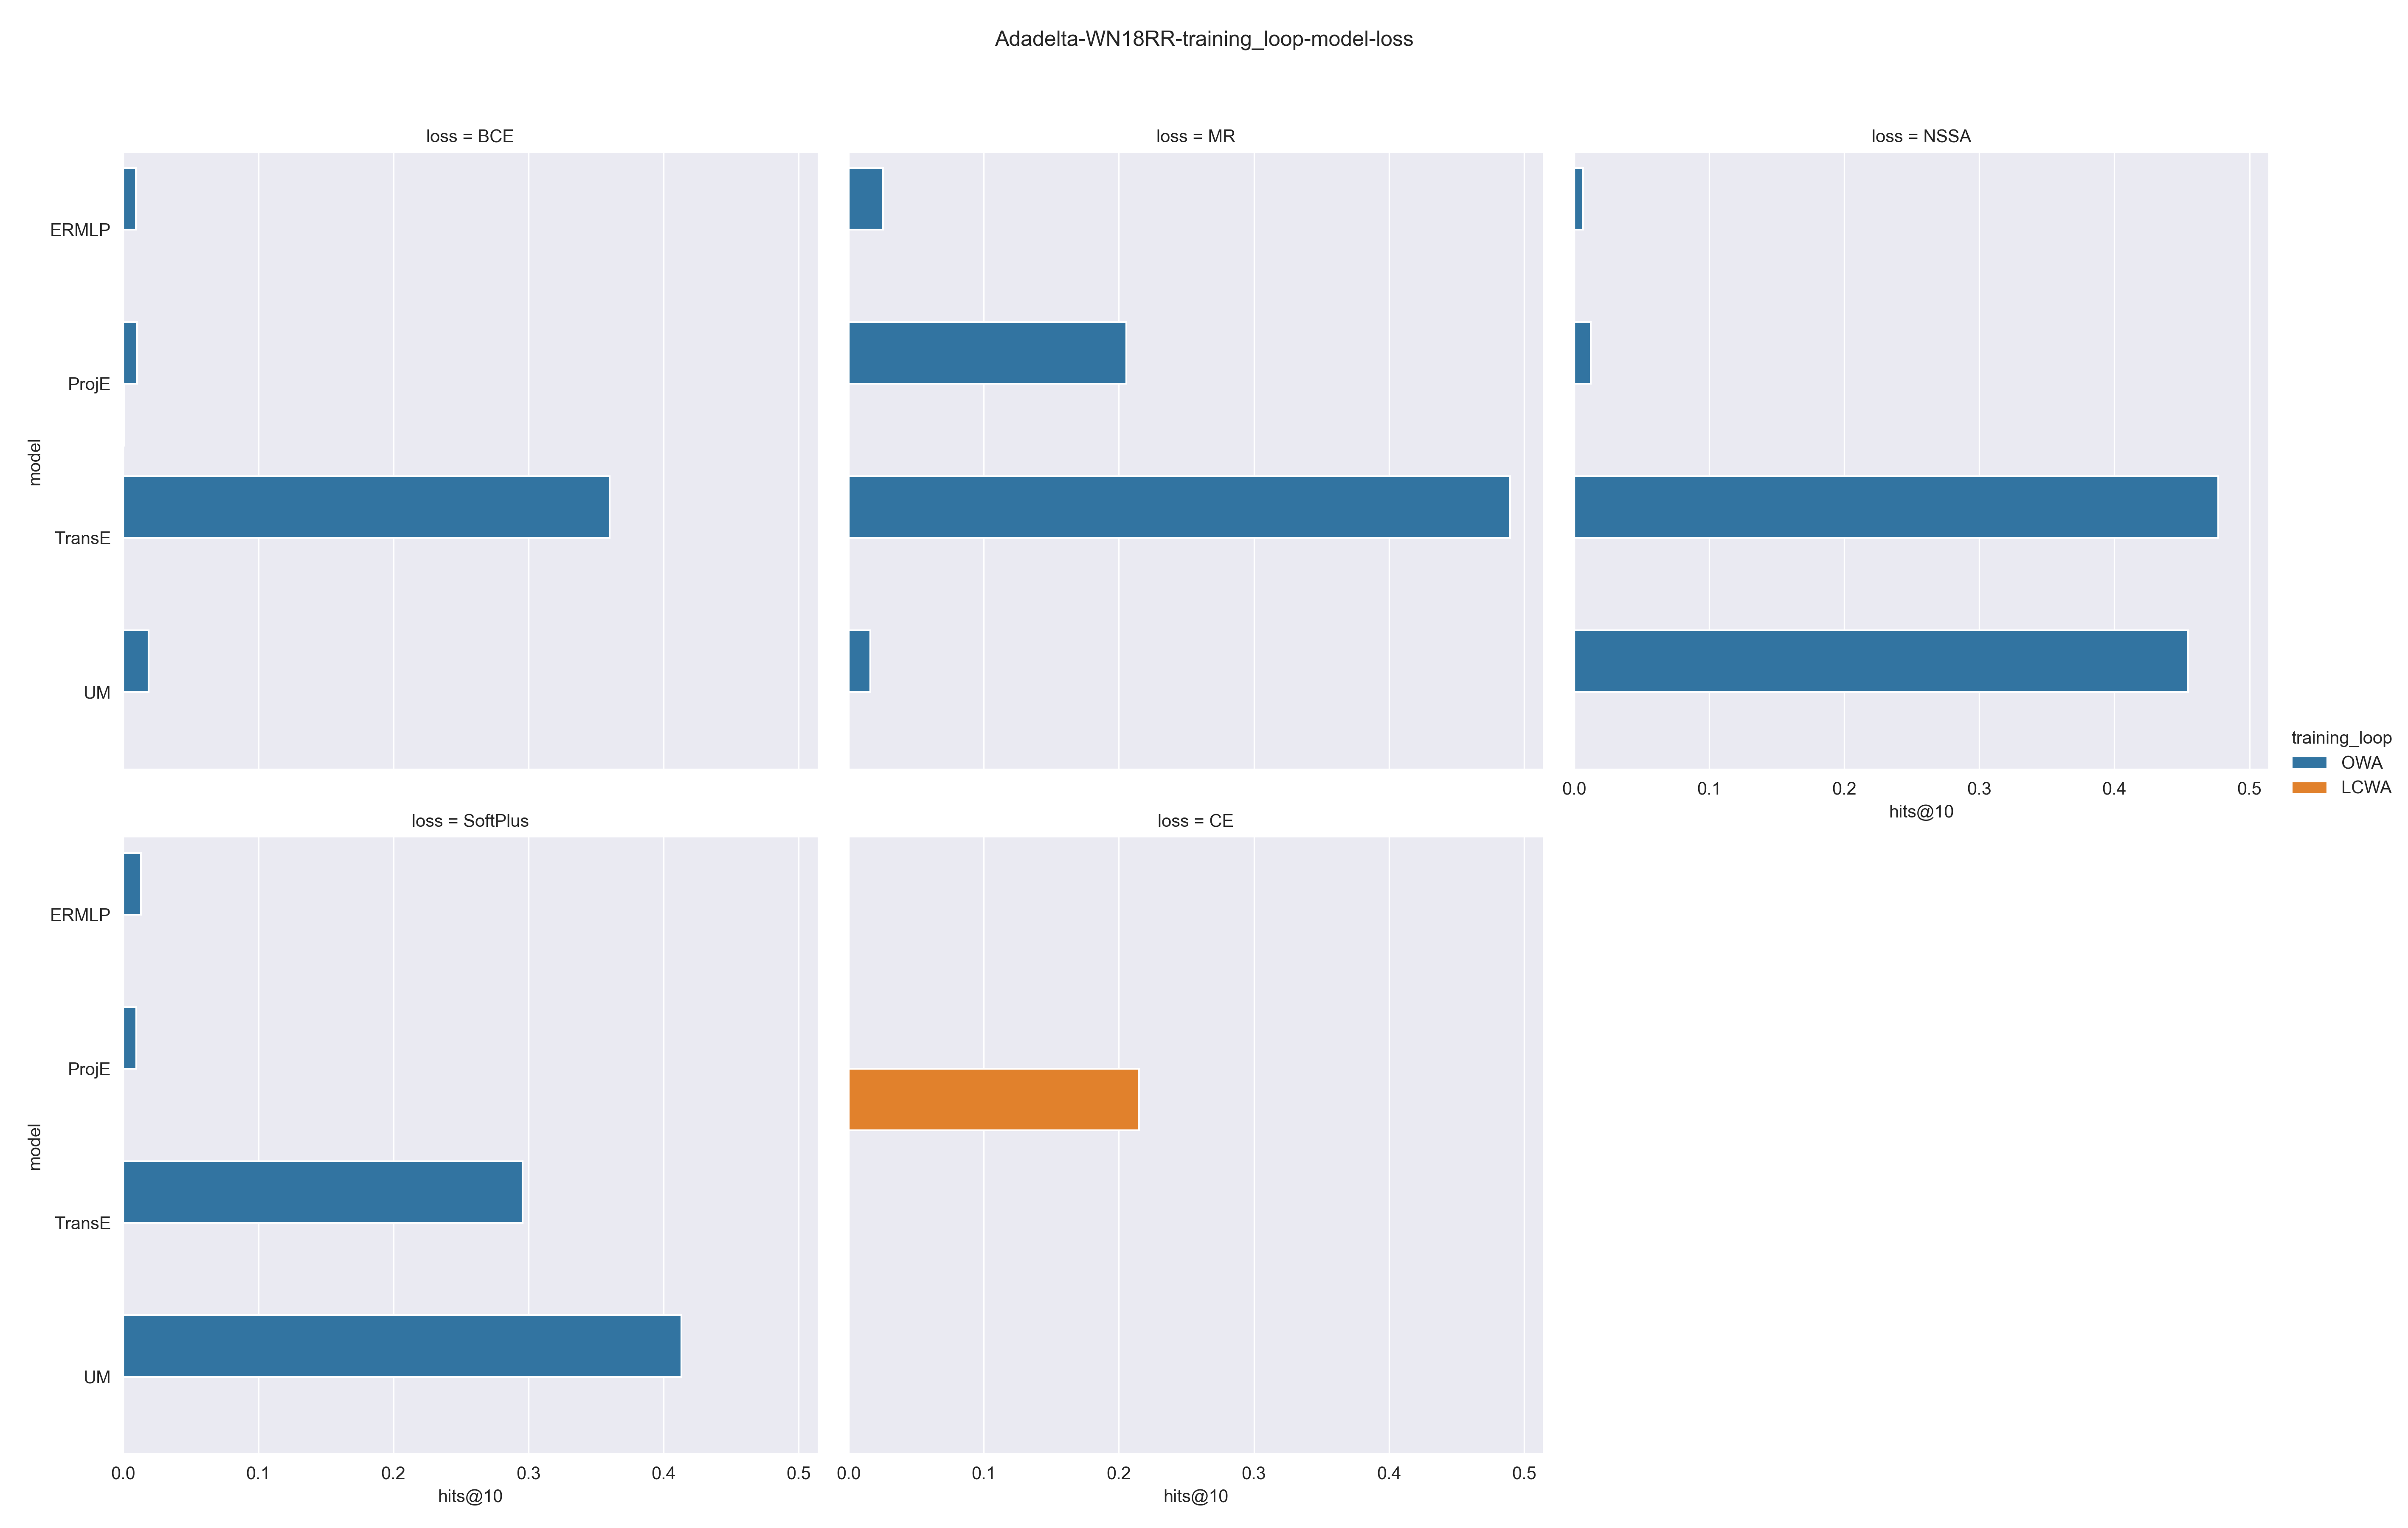 Adadelta-WN18RR-training_loop-model-loss
loss = BCE
loss = MR
loss = NSSA
ERMLP
ProjE
TransE
UM
model
0.0 0.1 0.2 0.3 0.4 0.5
hits@10
training_loop
OWA
LCWA
loss = SoftPlus
loss = CE
ERMLP
ProjE
TransE
UM
model
0.0 0.1 0.2 0.3 0.4 0.5
hits@10
0.0 0.1 0.2 0.3 0.4 0.5
hits@10